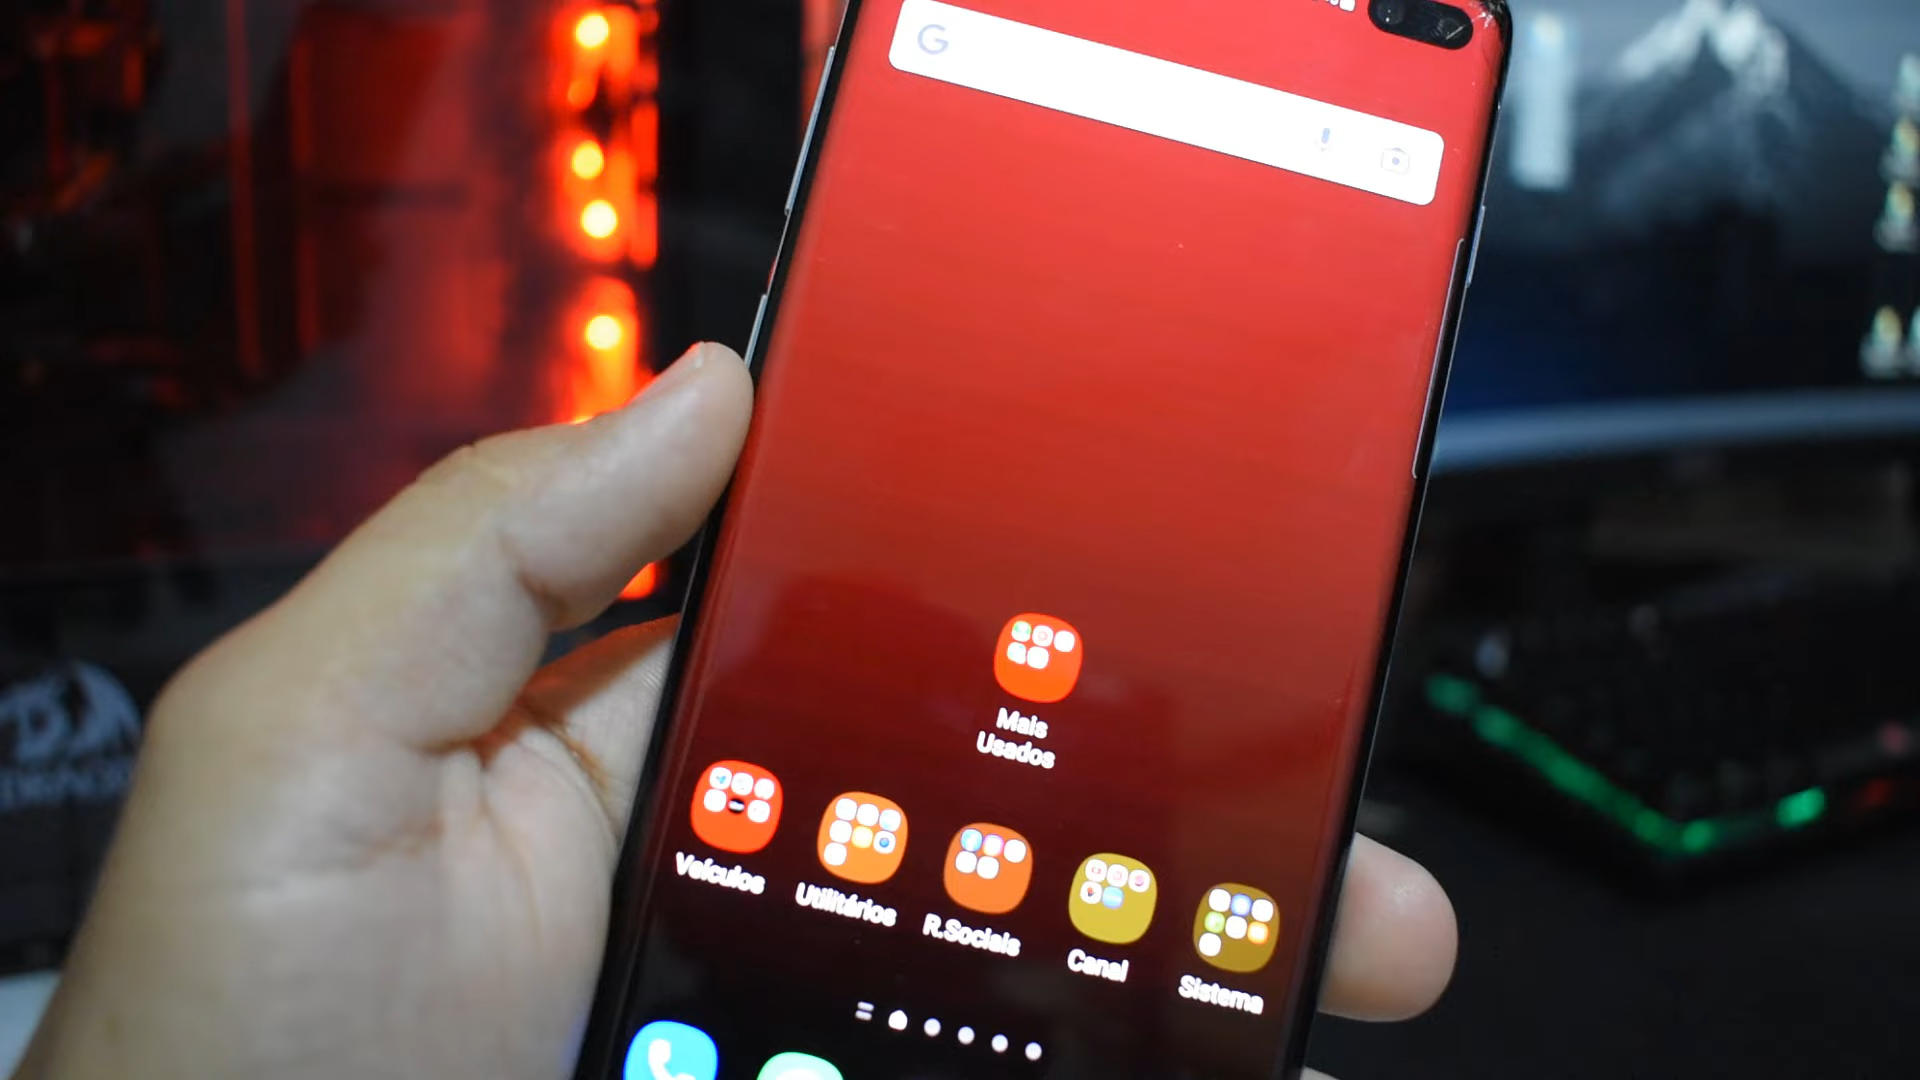 G
Mais
Usados
Veículos
Utilitários
R.Sociais
Canal
Sistema